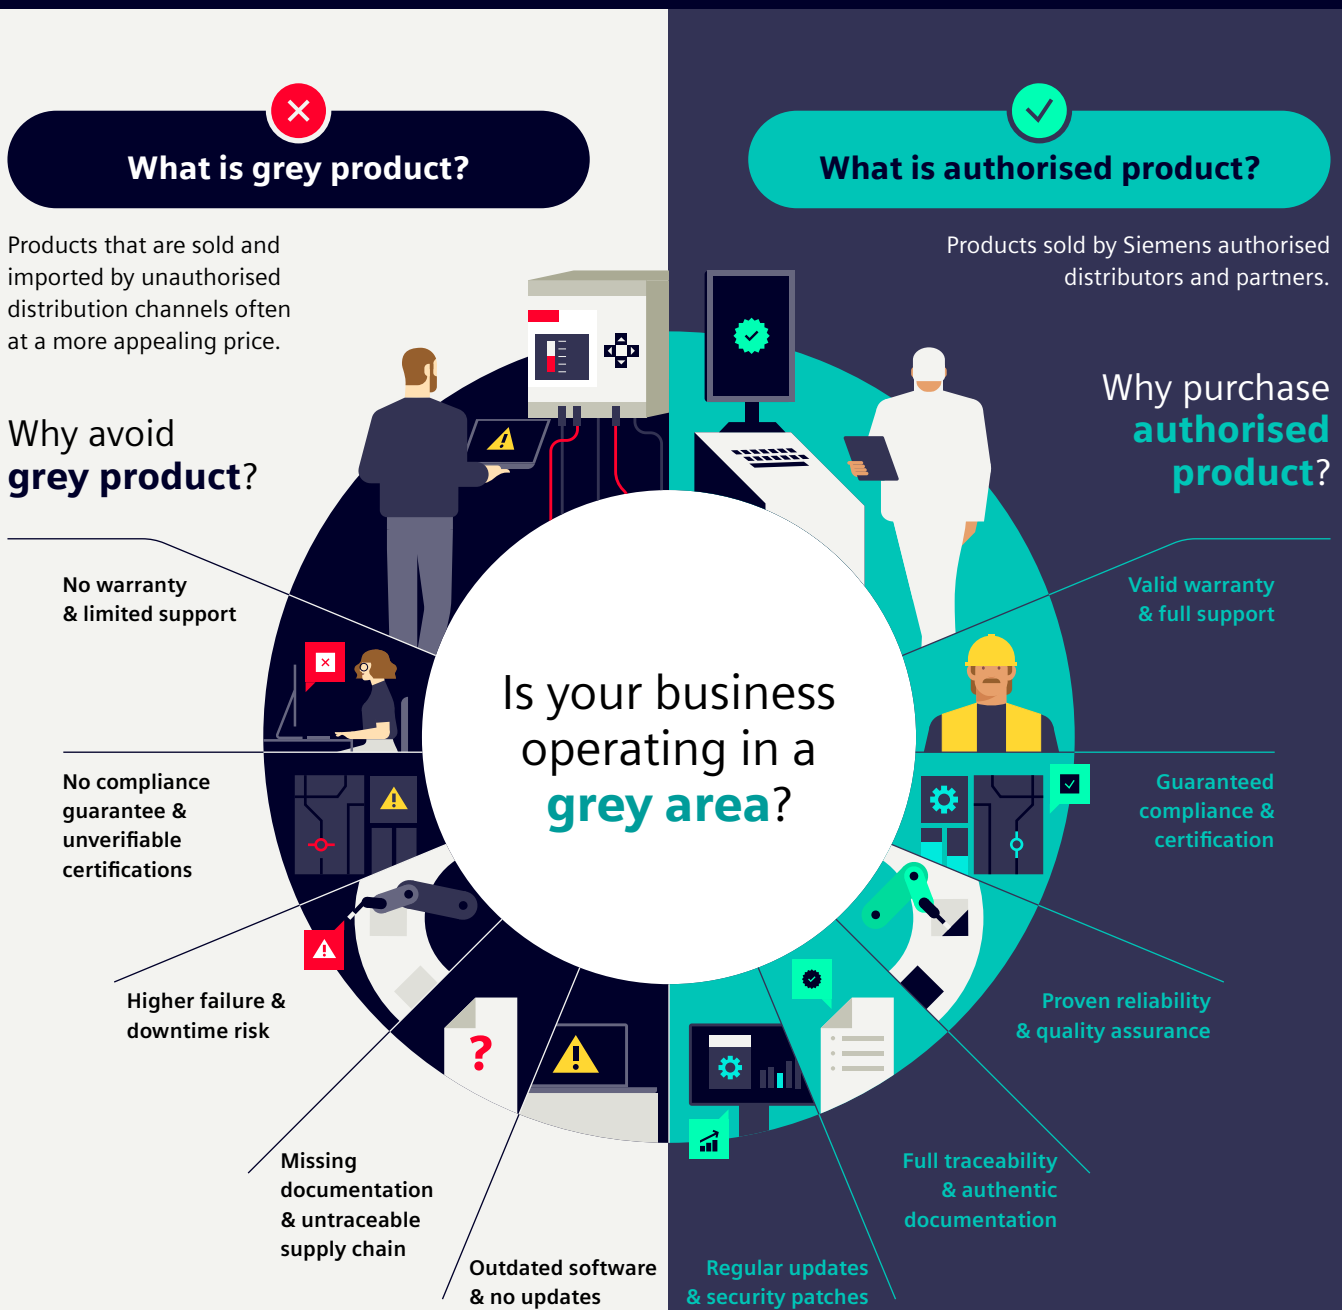 What is grey product?
Products that are sold and
imported by unauthorised
distribution channels often
at a more appealing price.
Why avoid
grey product?
No warranty
& limited support
No compliance
guarantee &
unverifiable
certifications
Higher failure &
downtime risk
Missing
documentation
& untraceable
supply chain
Outdated software
& no updates
Is your business
operating in a
grey area?
?
What is authorised product?
Products sold by Siemens authorised
distributors and partners.
Why purchase
authorised
product?
Valid warranty
& full support
Guaranteed
compliance &
certification
Proven reliability
& quality assurance
Full traceability
& authentic
documentation
Regular updates
& security patches